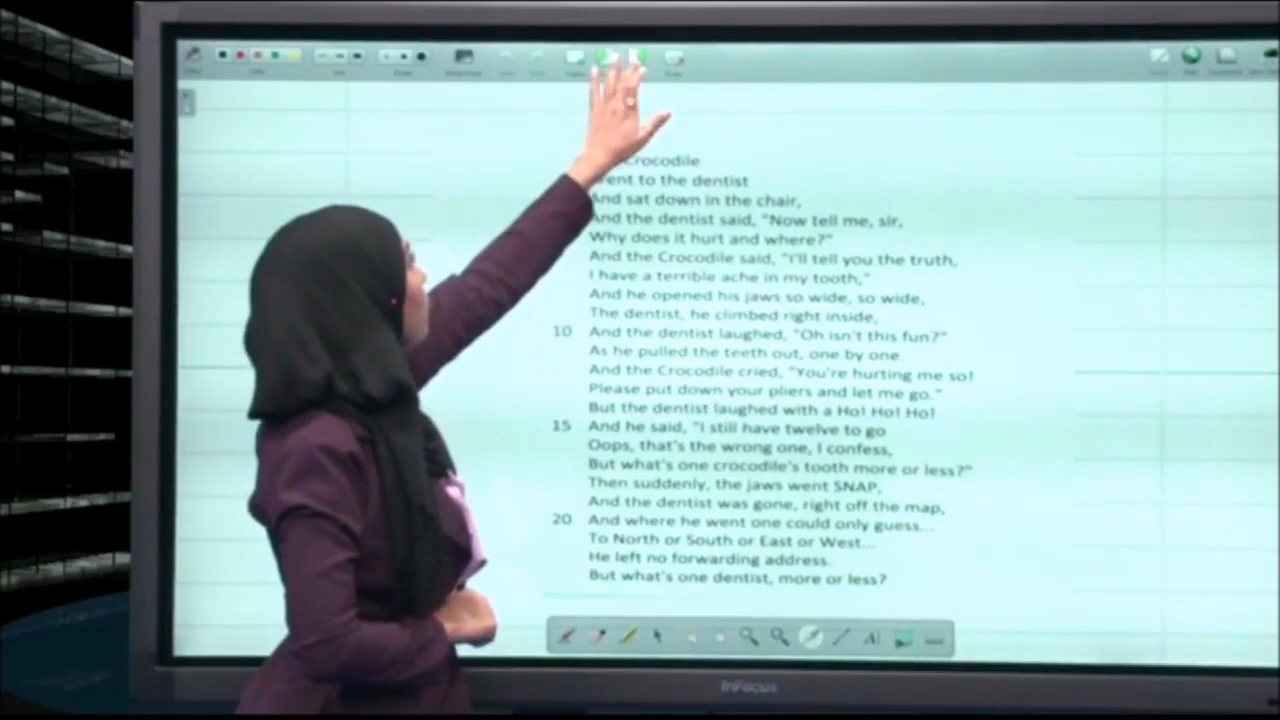 Crocodile
went to the dentist
And sat down in the chair,
And the dentist said, "Now tell me, sir,
Why does it hurt and where?"
And the Crocodile said, "I'll tell you the truth,
I have a terrible ache in my tooth,"
And he opened his jaws so wide, so wide,
The dentist, he climbed right inside,
10 And the dentist laughed, "Oh isn't this fun?"
As he pulled the teeth out, one by one.
And the Crocodile cried, "You're hurting me so!
Please put down your pliers and let me go."
But the dentist laughed with a Ho! Ho! Ho!
15 And he said, "I still have twelve to go
Oops, that's the wrong one, I confess,
But what's one crocodile's tooth more or less?"
Then suddenly, the jaws went SNAP,
And the dentist was gone, right off the map,
20 And where he went one could only guess...
To North or South or East or West...
He left no forwarding address.
But what's one dentist, more or less?
InFocus